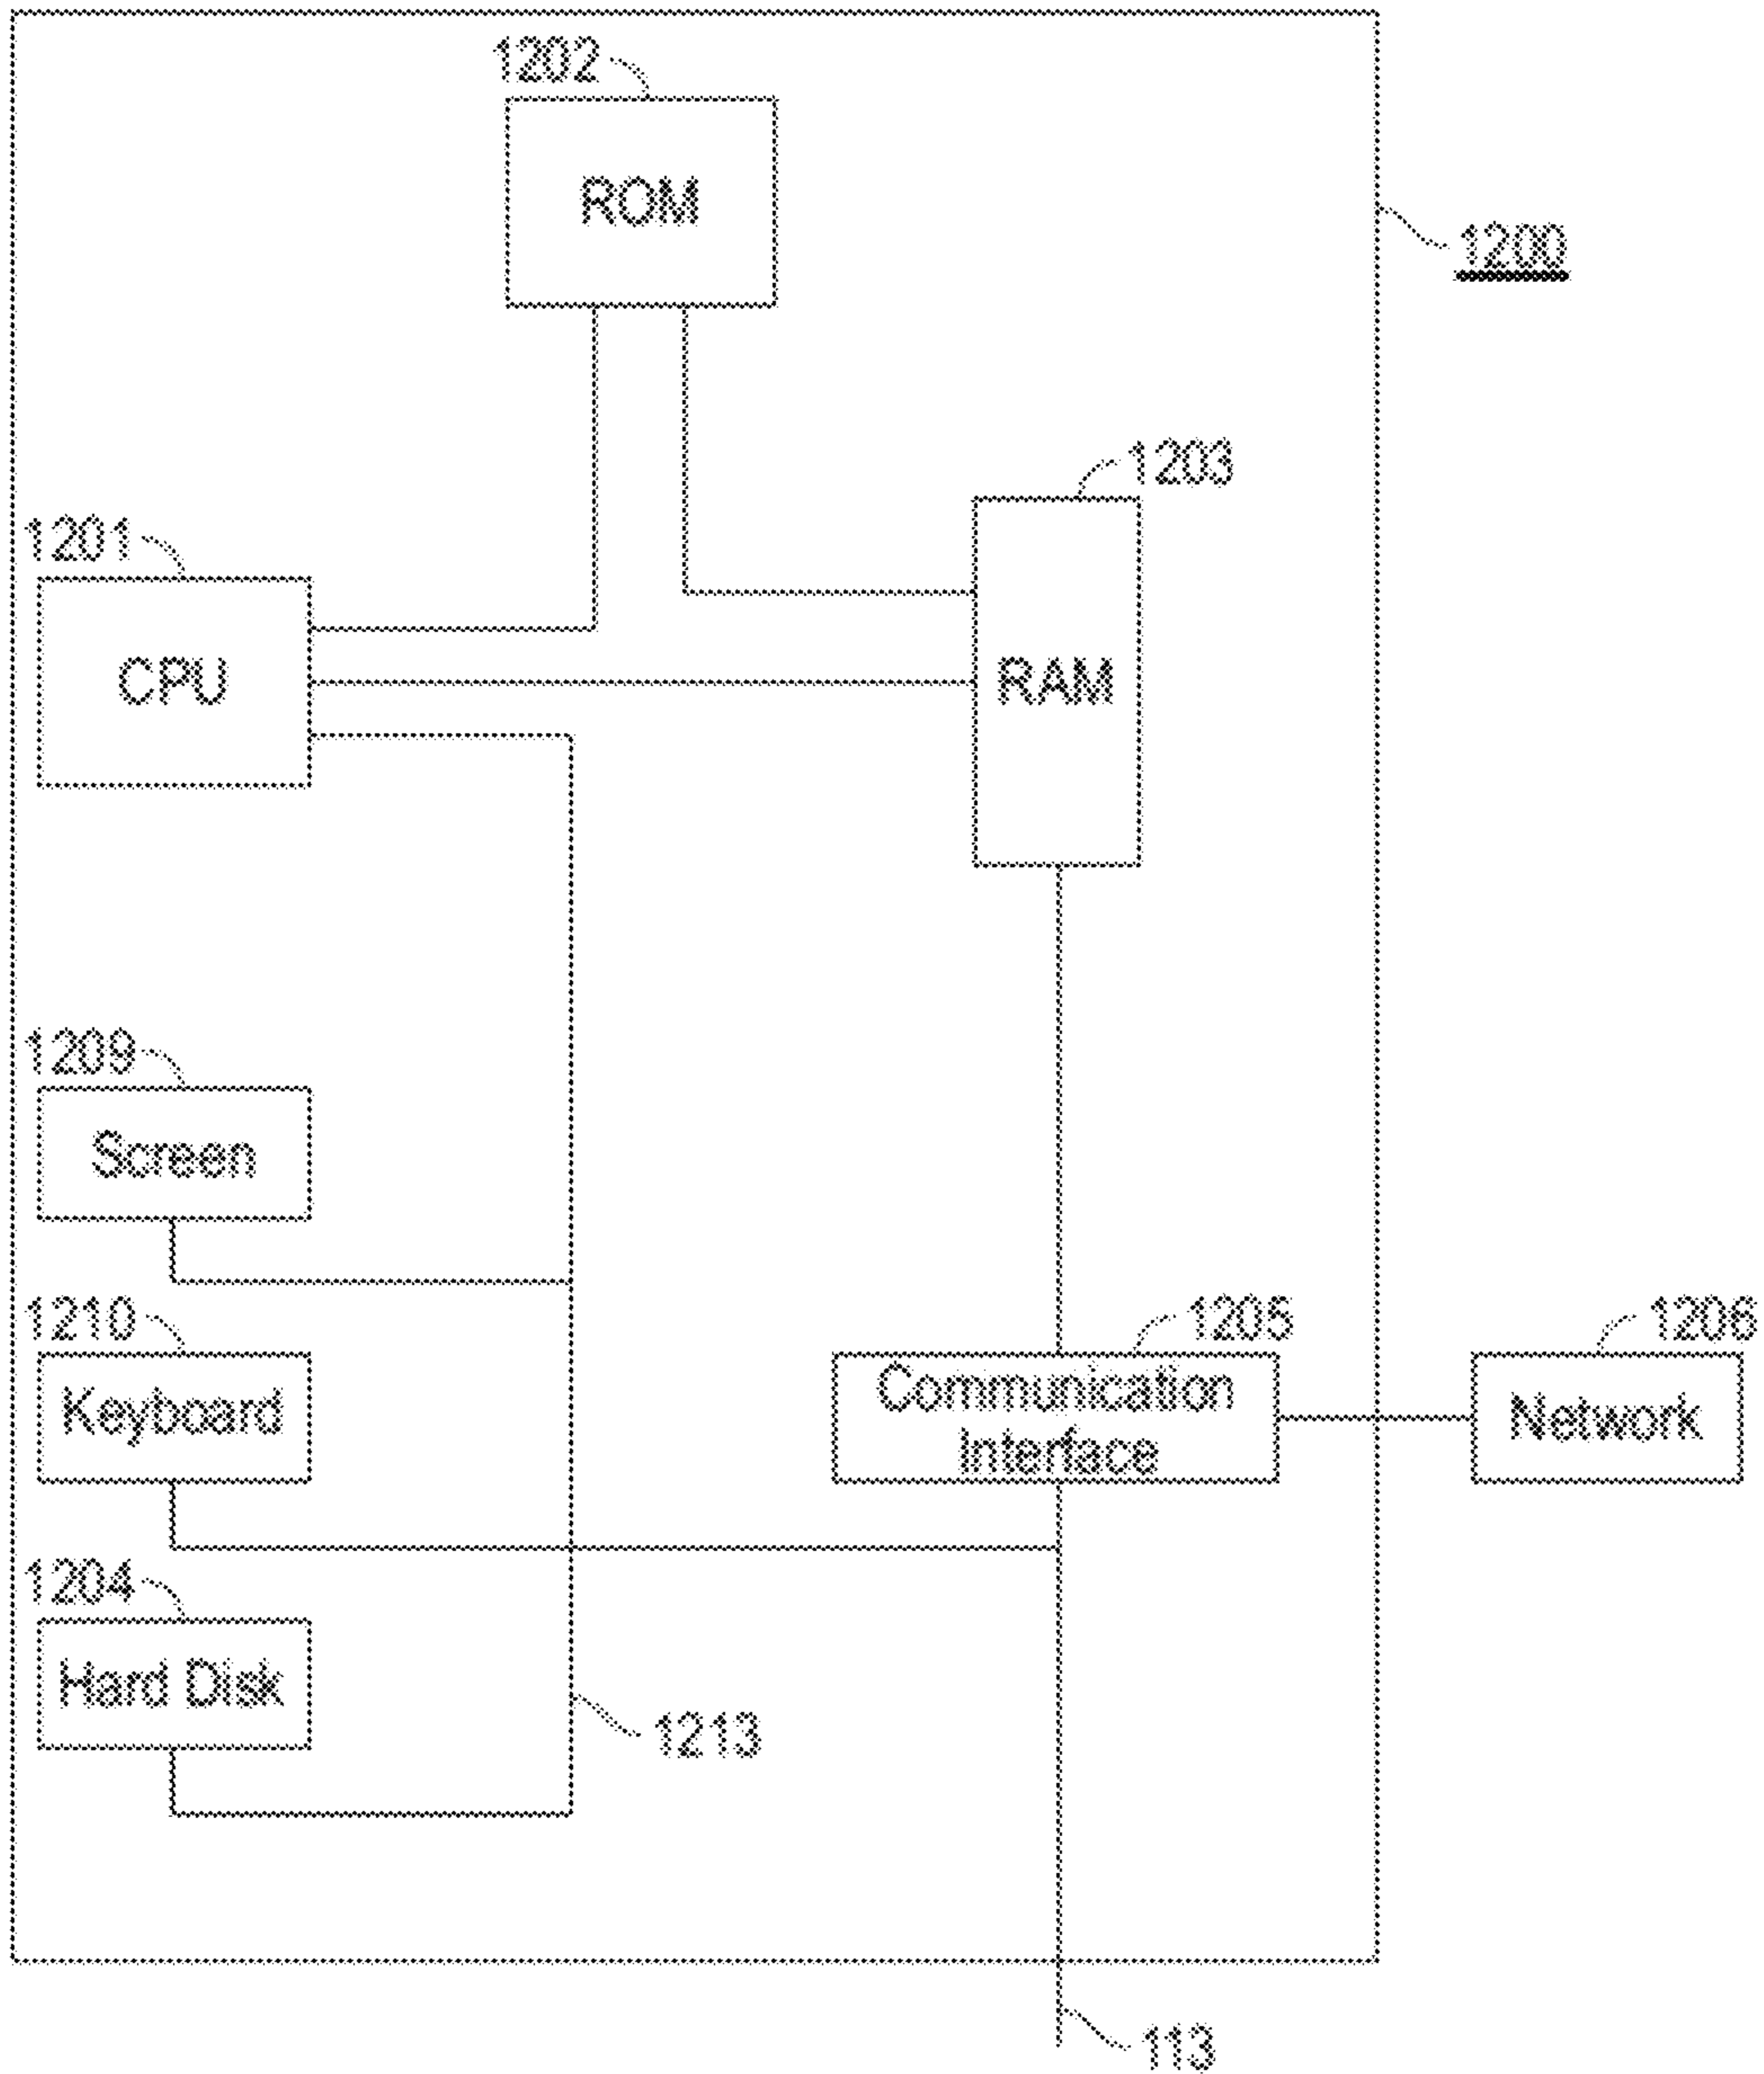 1202
ROM
1200
1203
1201
CPU
RAM
1209
Screen
1210
1205
1206
Keyboard
Communication
Interface
Network
1204
Hard Disk
1213
113